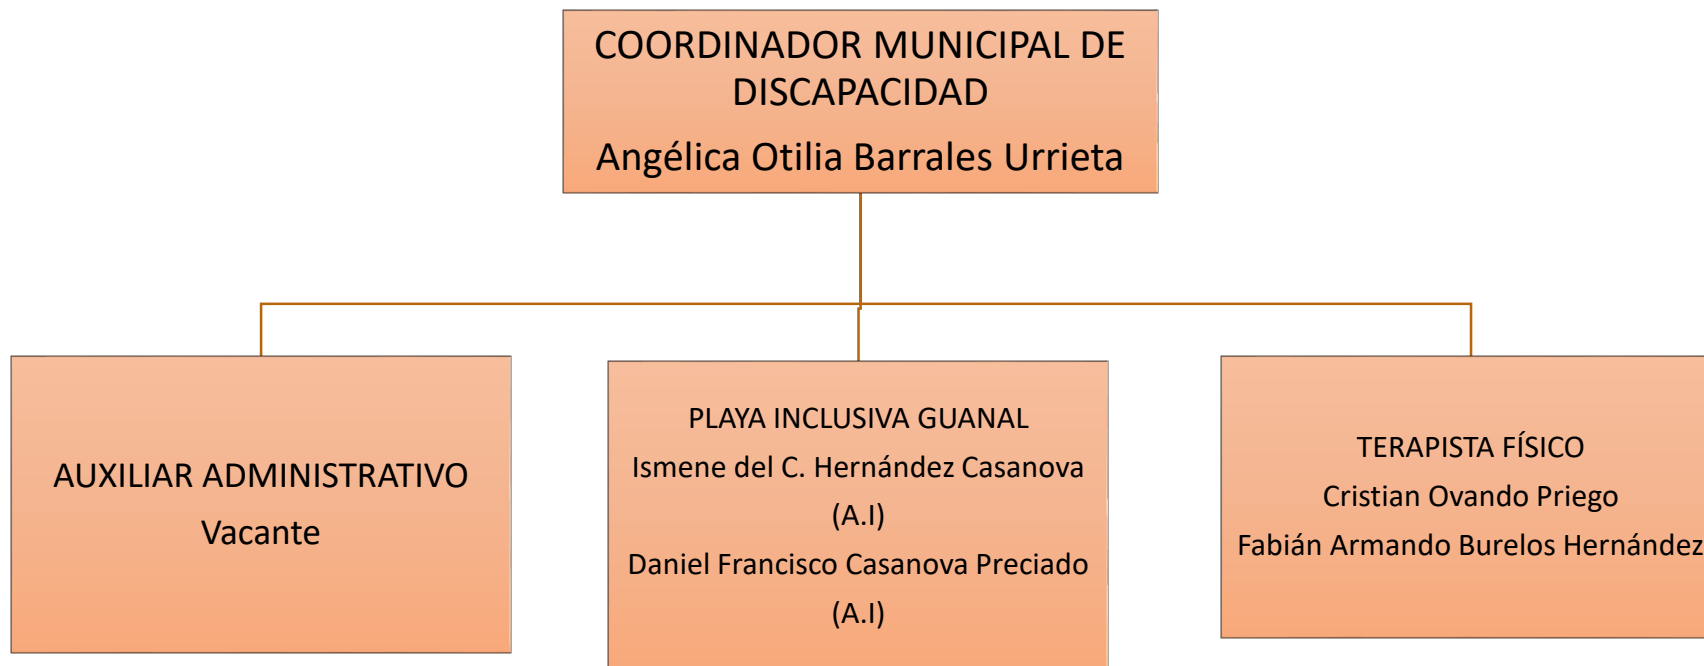 COORDINADOR MUNICIPAL DE
DISCAPACIDAD
Angélica Otilia Barrales Urrieta
AUXILIAR ADMINISTRATIVO
Vacante
PLAYA INCLUSIVA GUANAL
Ismene del C. Hernández Casanova
(A.I)
Daniel Francisco Casanova Preciado
(A.I)
TERAPISTA FÍSICO
Cristian Ovando Priego
Fabián Armando Burelos Hernández